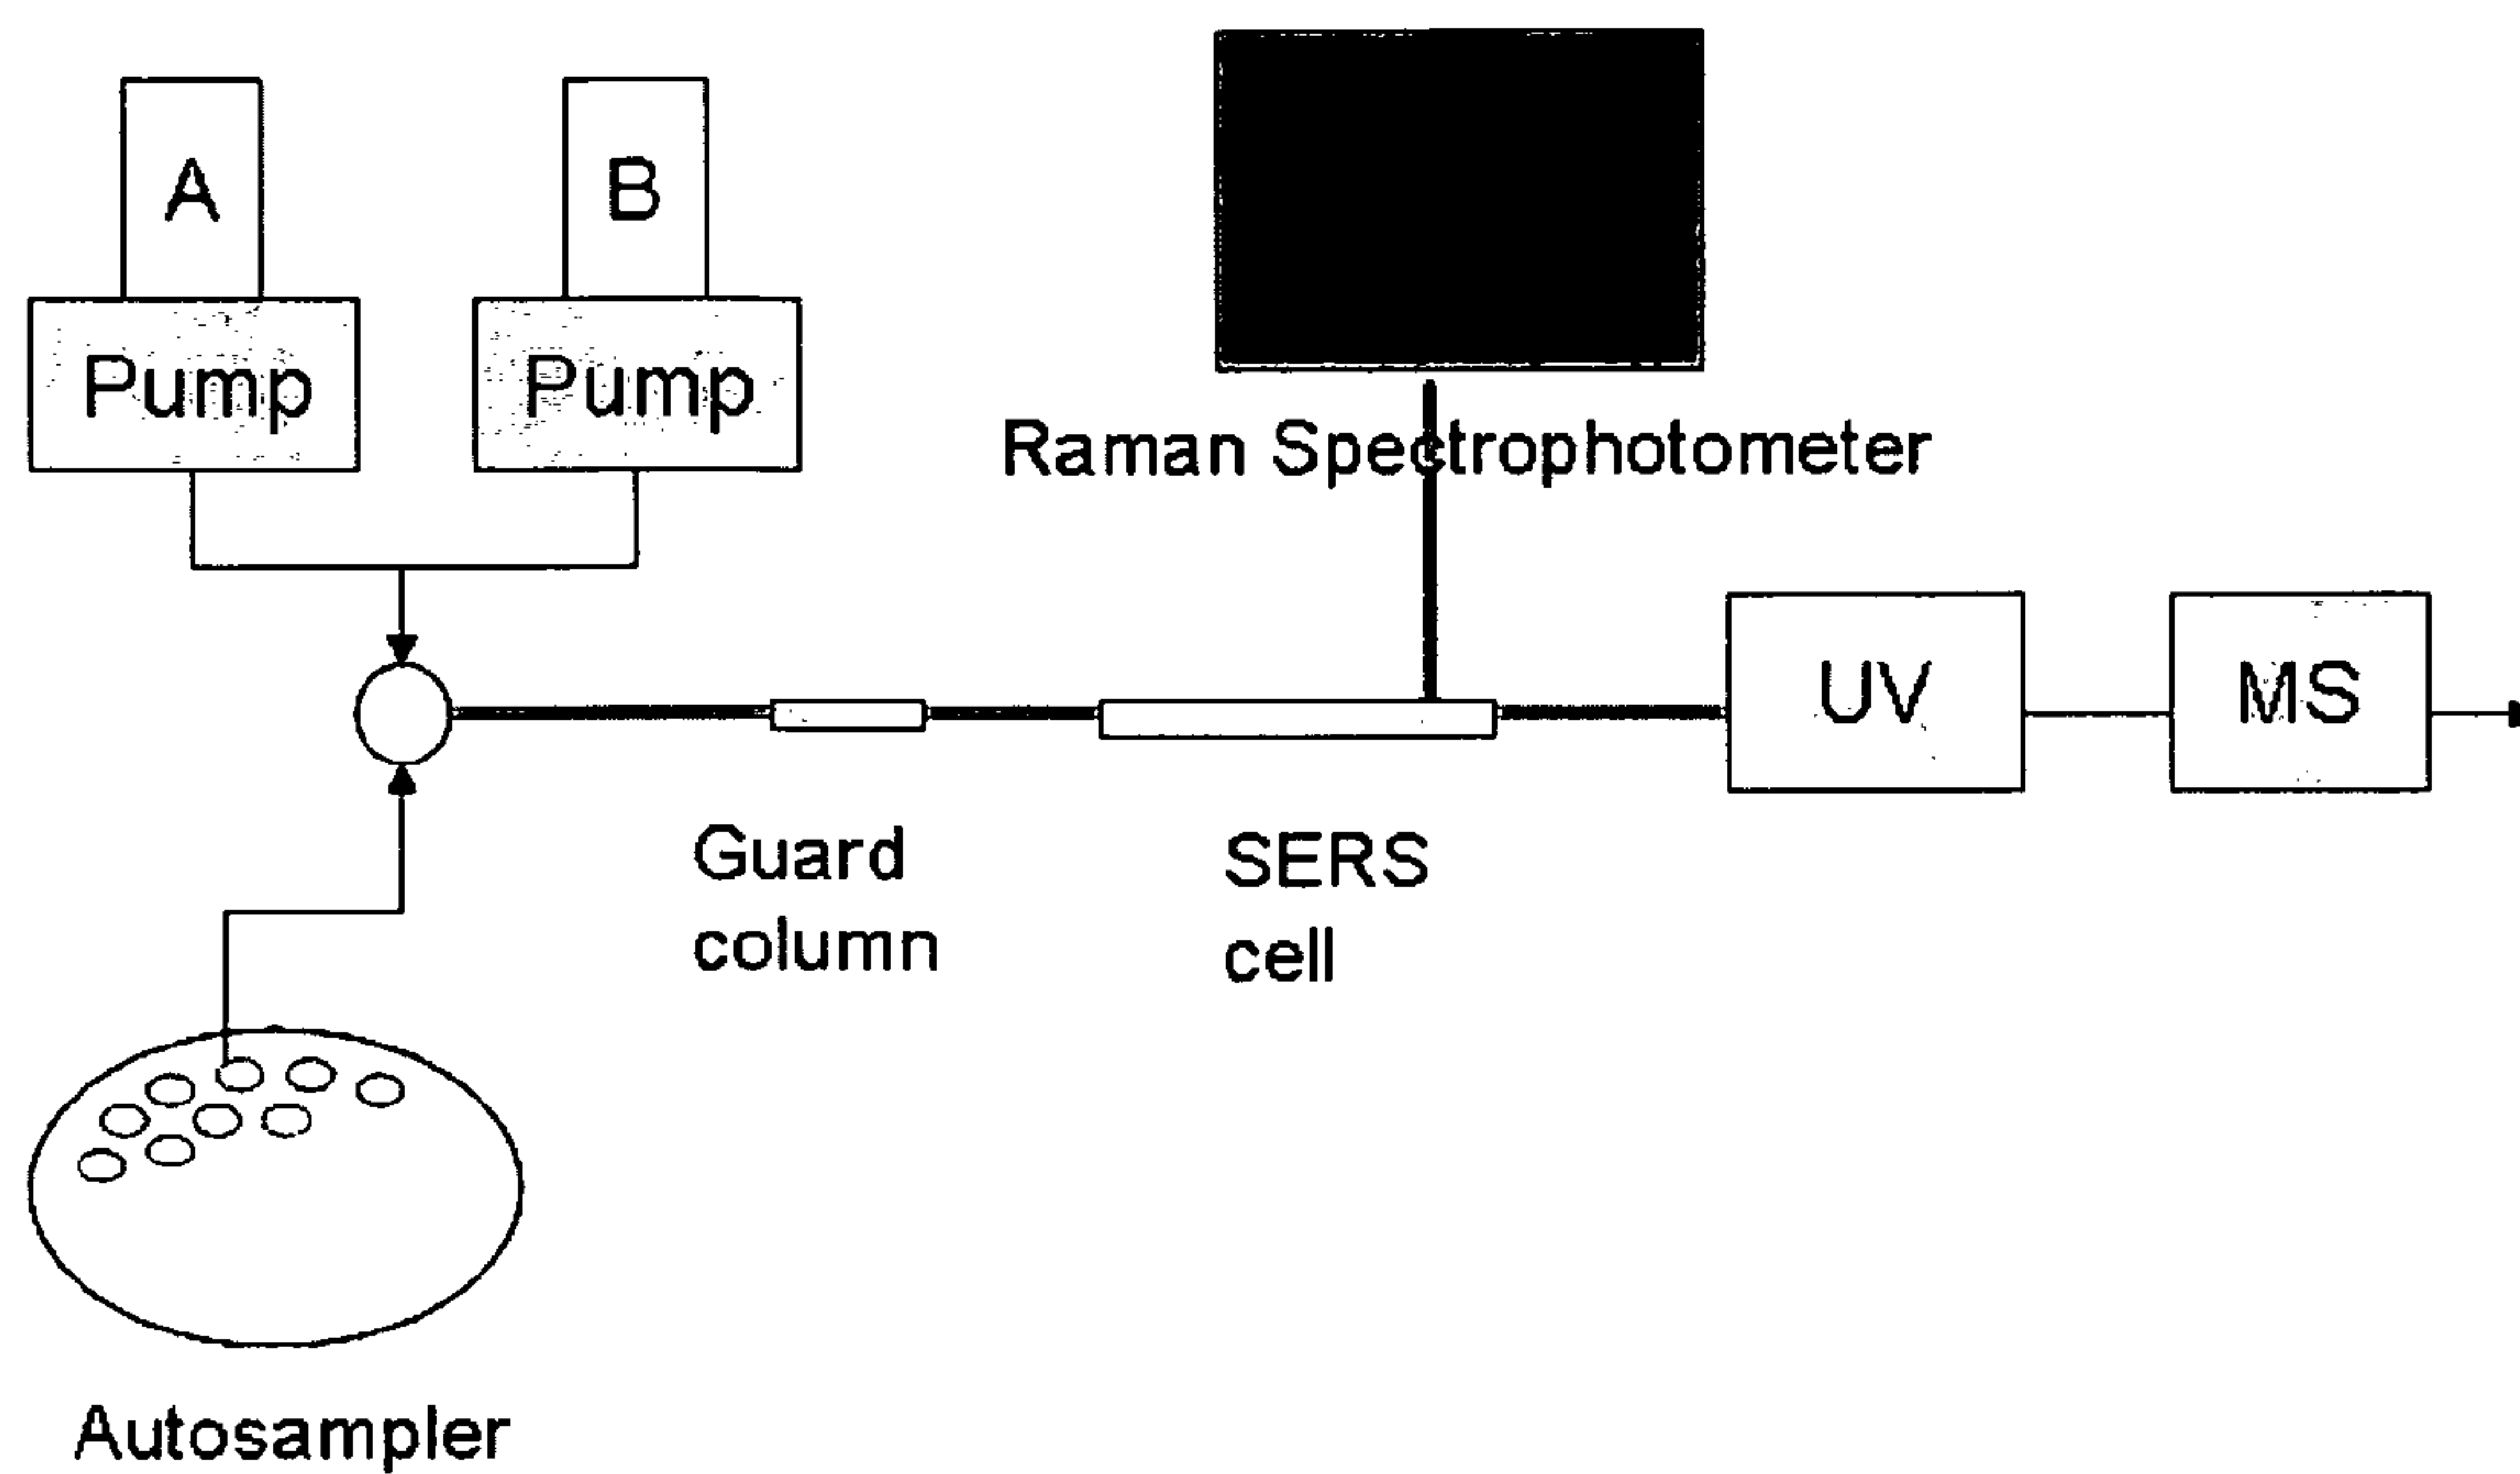 A
B
Pump
Pump
Raman Spectrophotometer
UV
MS
Guard
column
SERS
cell
Autosampler